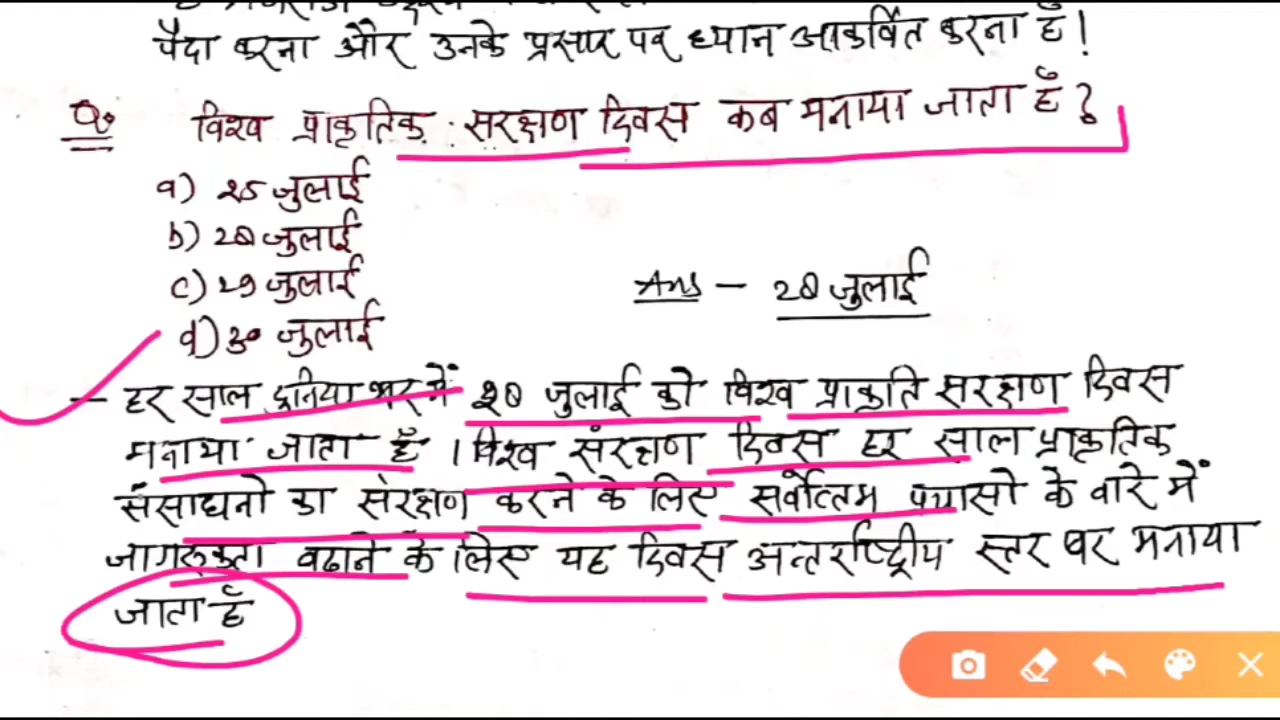 पैदा करना और उनके प्रसार पर ध्यान आकर्षित करना हैं!
Q. विश्व प्राकृतिक सरक्षण दिवस कब मनाया जाता हैं?
a) 25 जुलाई
b) 28 जुलाई
c) 29 जुलाई
d) 30 जुलाई
Ans - 28 जुलाई
- हर साल दुनिया भर में 28 जुलाई को विश्व प्राकृति सरक्षण दिवस
मनाया जाता हैं । विश्व संरक्षण दिवस हर साल प्राकृतिक
संसाधनो का संरक्षण करने के लिए सर्वोत्तम प्रयासो के बारे में
जागरुकता बढाने के लिए यह दिवस अन्तर्राष्ट्रीय स्तर पर मनाया
जाता हैं